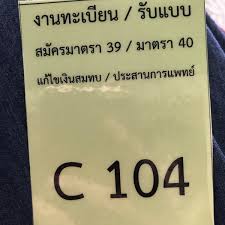 งานทะเบียน / รับแบบ
สมัครมาตรา 39 / มาตรา 40
แก้ไขเงินสมทบ / ประสานการแพทย์
C 104